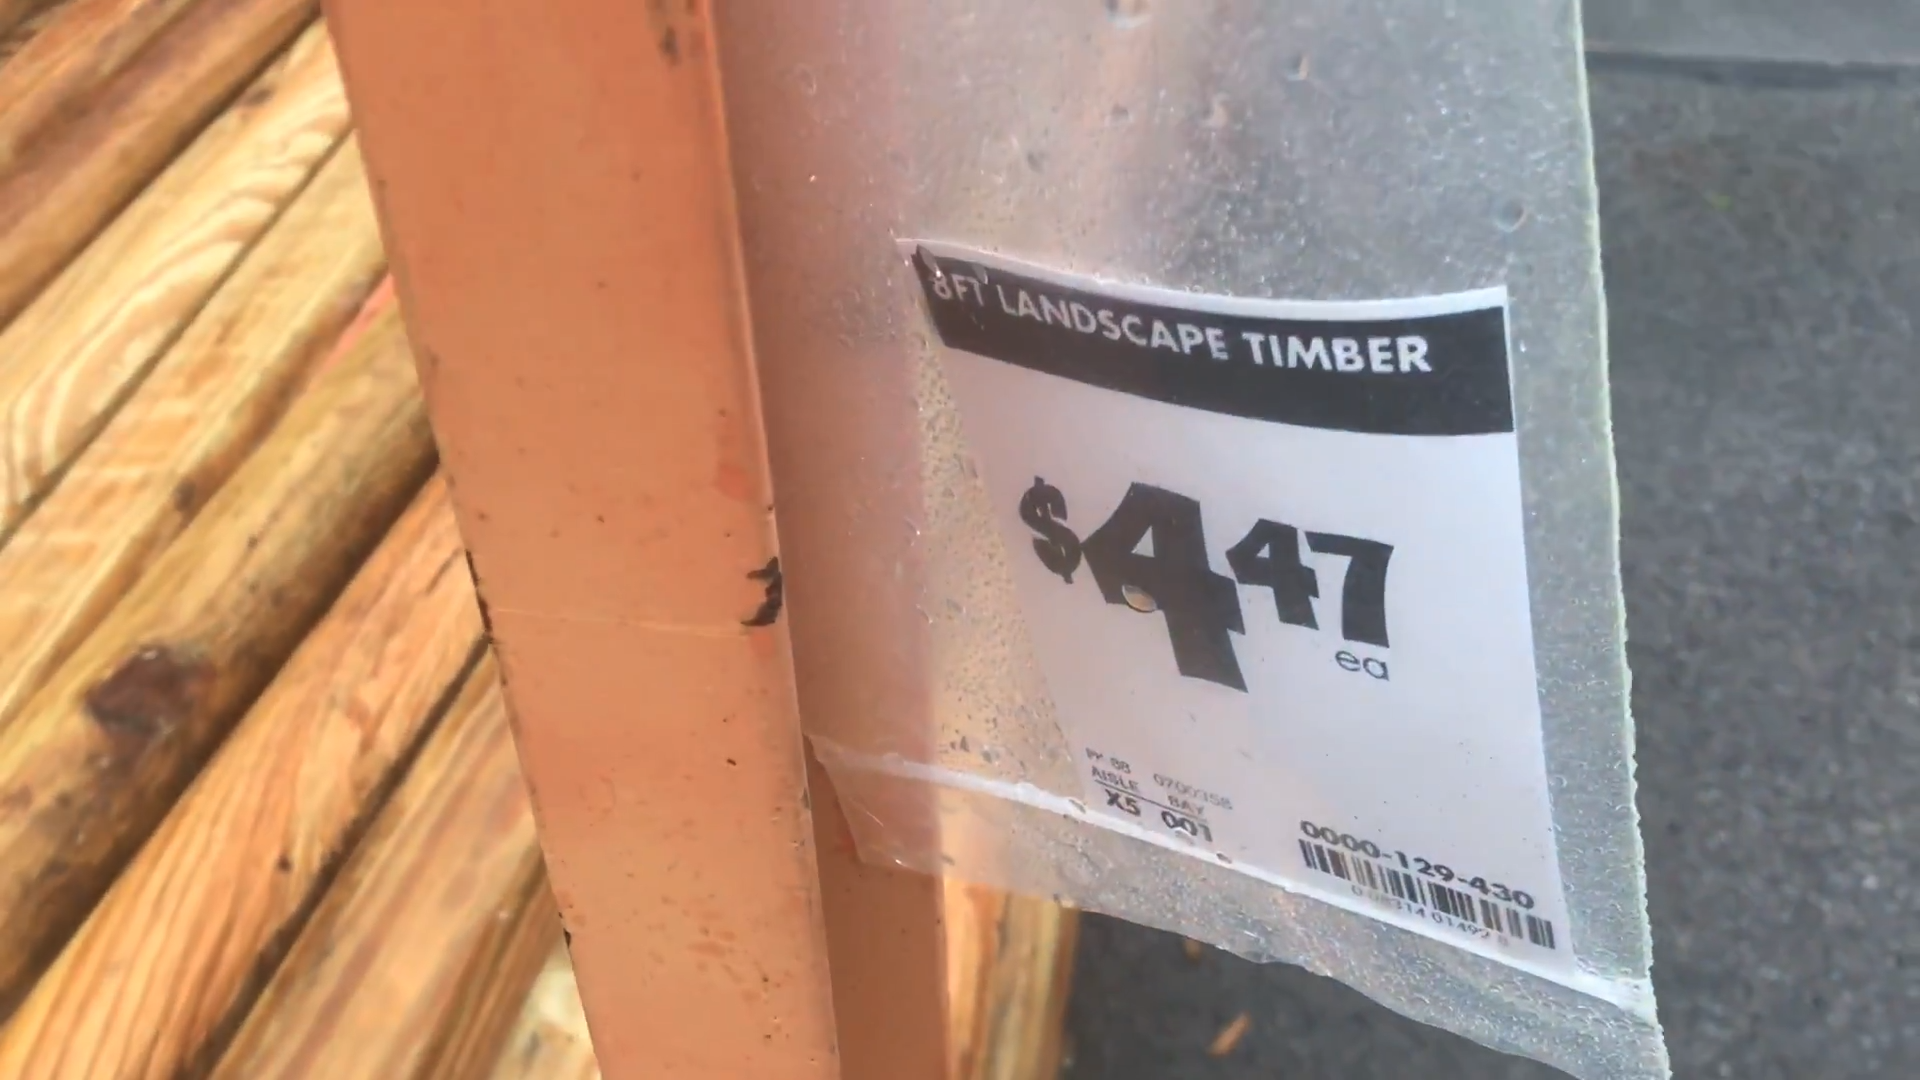 8FT LANDSCAPE TIMBER
$4 47
ea
AISLE BAY
X5 001
0000-129-430